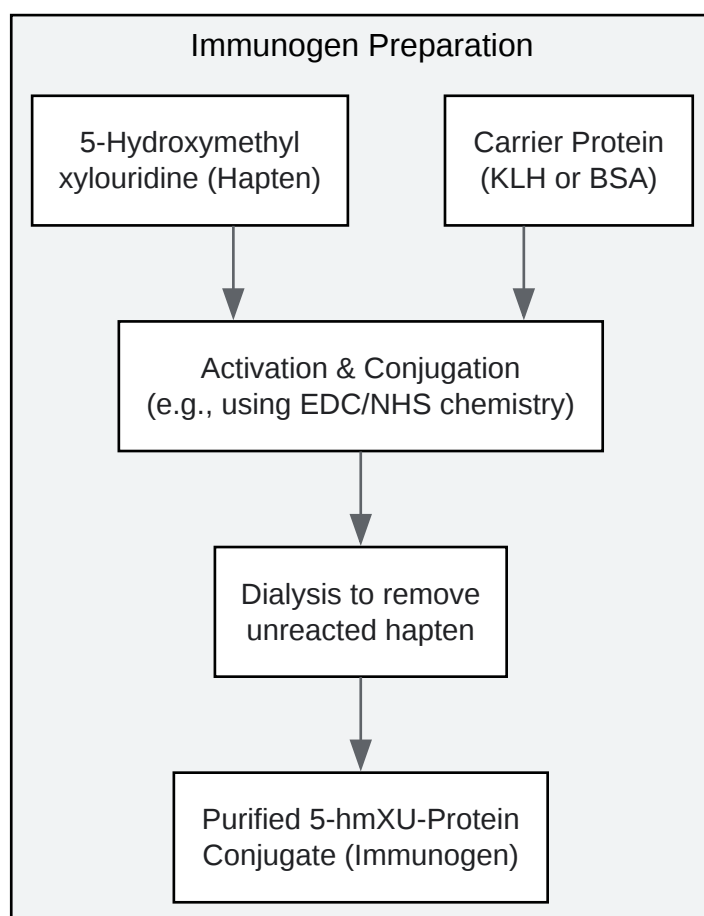 Immunogen Preparation
5-Hydroxymethyl
xylouridine (Hapten)
Carrier Protein
(KLH or BSA)
Activation & Conjugation
(e.g., using EDC/NHS chemistry)
Dialysis to remove
unreacted hapten
Purified 5-hmXU-Protein
Conjugate (Immunogen)